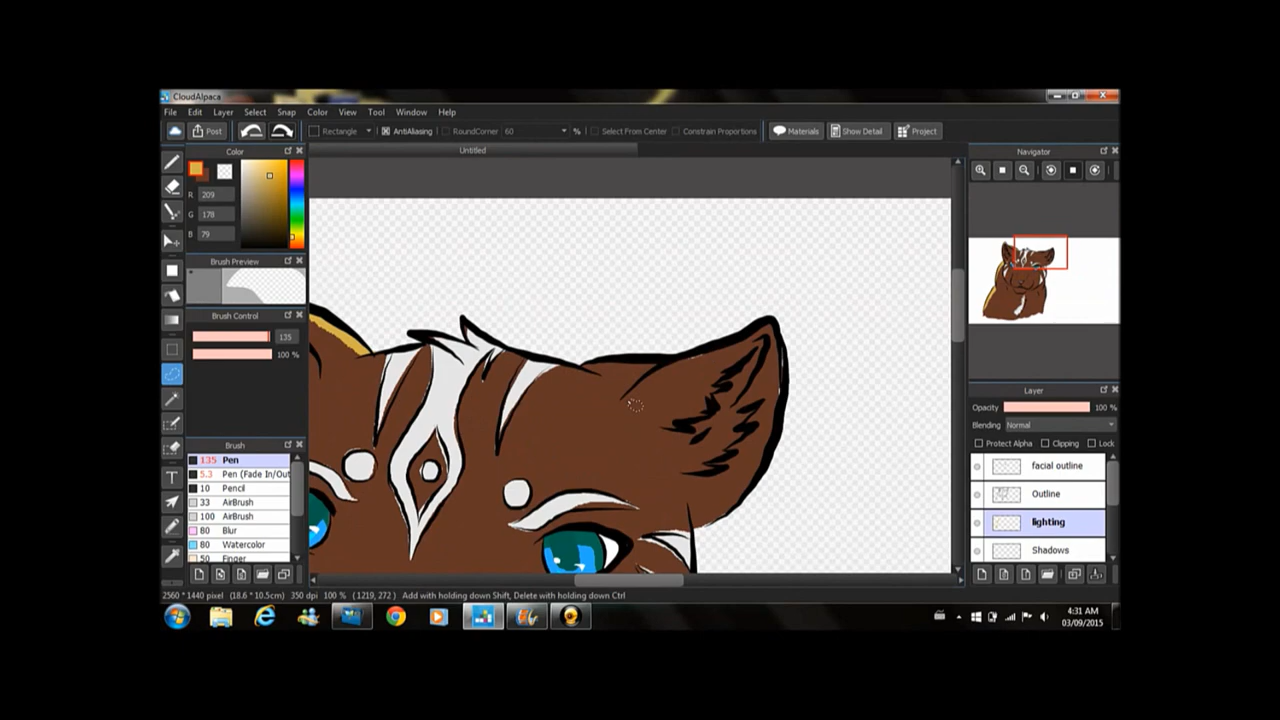 CloudAlpaca
File Edit Layer Select Snap Color View Tool Window Help
Post Rectangle AntiAliasing RoundCorner 60 % Select From Center Constrain Proportions Materials Show Detail Project
Color
Untitled
Navigator
R 209
G 178
B 79
Brush Preview
Brush Control
135
100 %
Brush
135 Pen
5.3 Pen (Fade In/Out
10 Pencil
33 AirBrush
100 AirBrush
80 Blur
80 Watercolor
50 Finger
Layer
Opacity 100 %
Blending Normal
Protect Alpha Clipping Lock
facial outline
Outline
lighting
Shadows
2560 * 1440 pixel (18.6 * 10.5cm) 350 dpi 100 % (1219, 272) Add with holding down Shift, Delete with holding down Ctrl
4:31 AM
03/09/2015